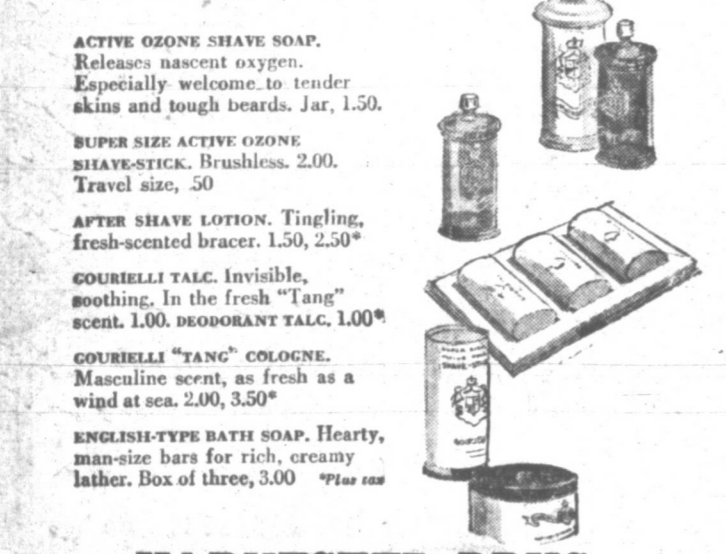 ACTIVE OZONE SHAVE SOAP.
Releases nascent oxygen.
Especially welcome to tender
skins and tough beards. Jar, 1.50.
SUPER SIZE ACTIVE OZONE
SHAVE-STICK. Brushless. 2.00.
Travel size, .50
AFTER SHAVE LOTION. Tingling,
fresh-scented bracer. 1.50, 2.50*
GOURIELLI TALC. Invisible,
soothing. In the fresh “Tang”
scent. 1.00. DEODORANT TALC. 1.00*
GOURIELLI “TANG” COLOGNE.
Masculine scent, as fresh as a
wind at sea. 2.00, 3.50*
ENGLISH-TYPE BATH SOAP. Hearty,
man-size bars for rich, creamy
lather. Box of three, 3.00 *Plus tax